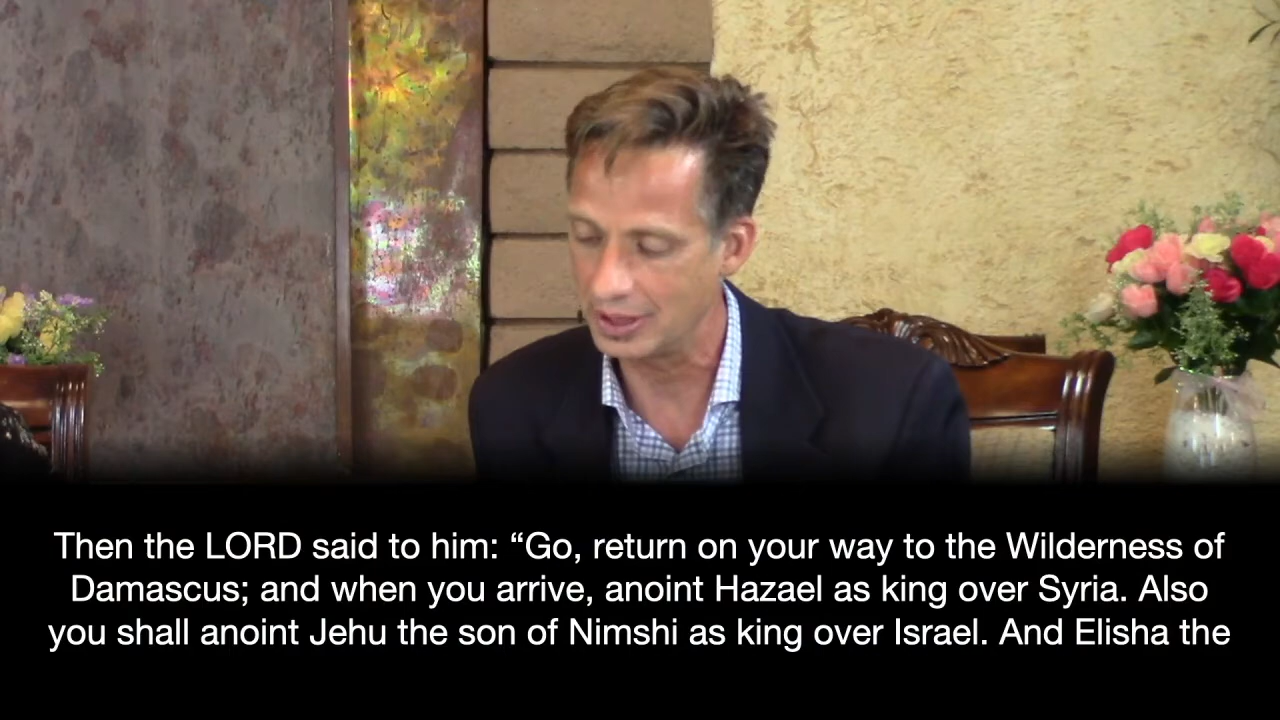 Then the LORD said to him: “Go, return on your way to the Wilderness of
Damascus; and when you arrive, anoint Hazael as king over Syria. Also
you shall anoint Jehu the son of Nimshi as king over Israel. And Elisha the